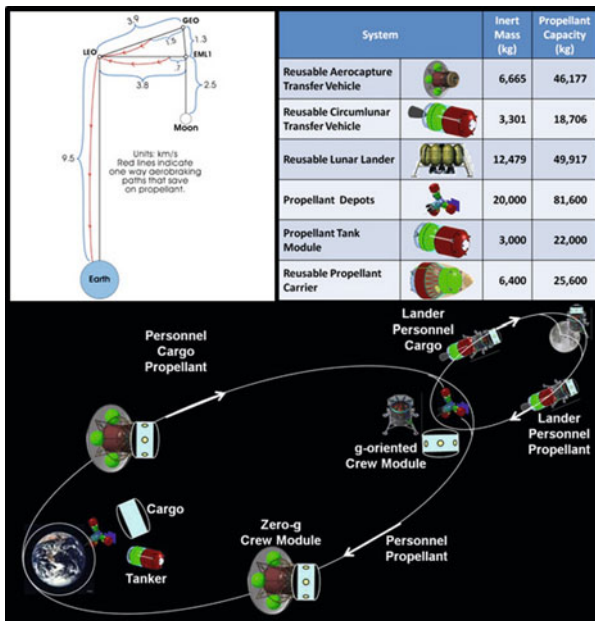 3.9
GEO
1.5
1.3
LEO
EML1
.7
3.8
2.5
Moon
9.5
Units: km/s
Red lines indicate
one way aerobraking
paths that save
on propellant.
Earth
System
Inert
Mass
(kg)
Propellant
Capacity
(kg)
Reusable Aerocapture
Transfer Vehicle
6,665
46,177
Reusable Circumlunar
Transfer Vehicle
3,301
18,706
Reusable Lunar Lander
12,479
49,917
Propellant Depots
20,000
81,600
Propellant Tank
Module
3,000
22,000
Reusable Propellant
Carrier
6,400
25,600
Personnel
Cargo
Propellant
Lander
Personnel
Cargo
Lander
Personnel
Propellant
g-oriented
Crew Module
Cargo
Tanker
Zero-g
Crew Module
Personnel
Propellant